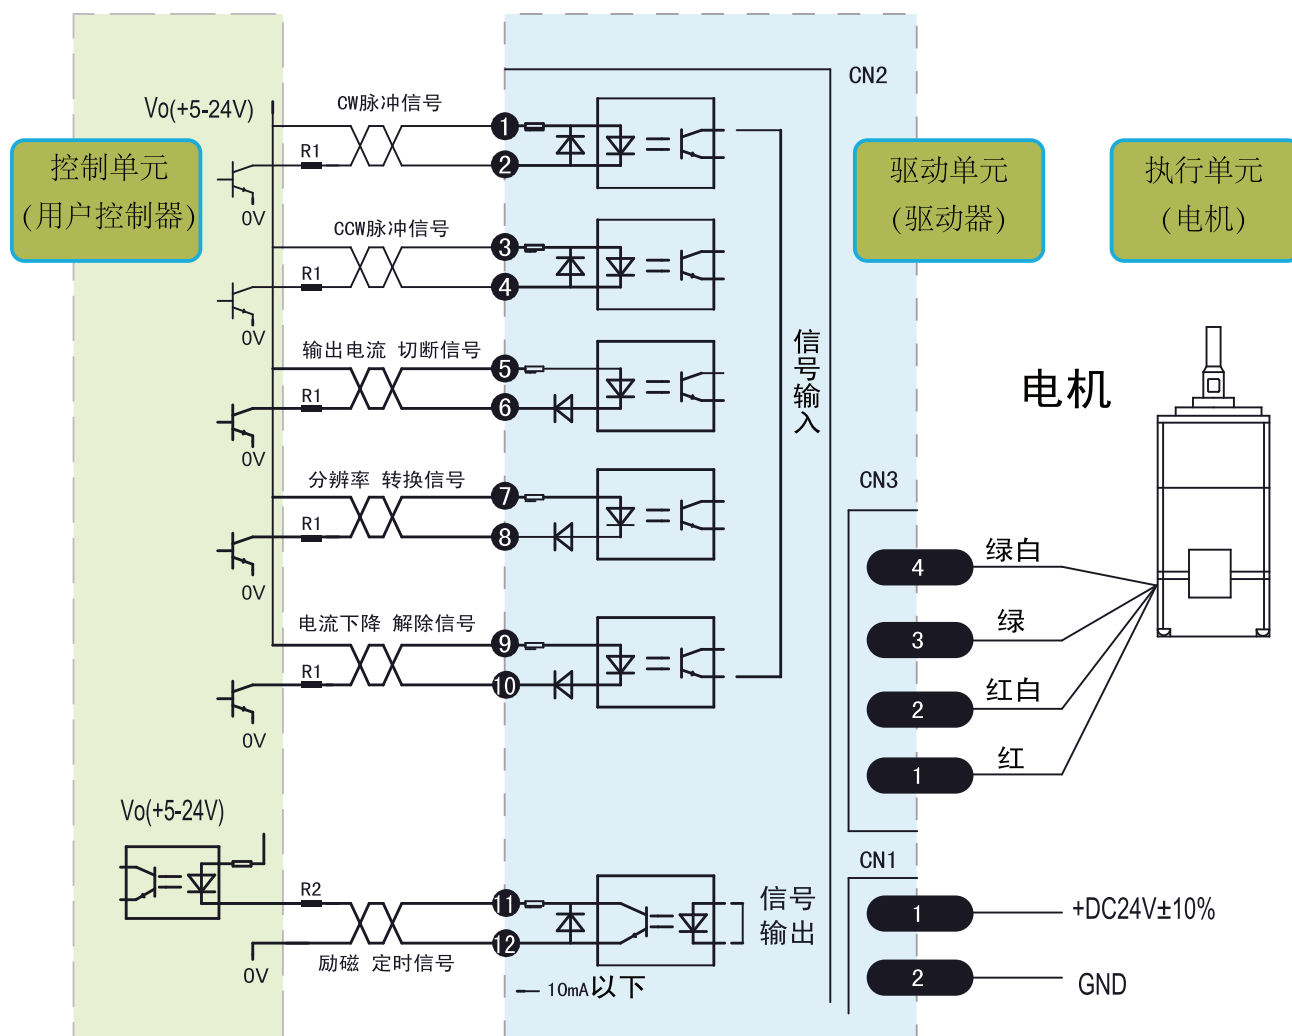 控制单元
(用户控制器)
驱动单元
(驱动器)
执行单元
(电机)
CN2
Vo(+5-24V)
CW脉冲信号
R1
0V
1
2
CCW脉冲信号
R1
0V
3
4
输出电流 切断信号
R1
0V
5
6
分辨率 转换信号
R1
0V
7
8
电流下降 解除信号
R1
0V
9
10
信号输入
电机
CN3
4
绿白
3
绿
2
红白
1
红
Vo(+5-24V)
R2
0V
励磁 定时信号
11
12
信号
输出
10mA以下
CN1
1
+DC24V±10%
2
GND